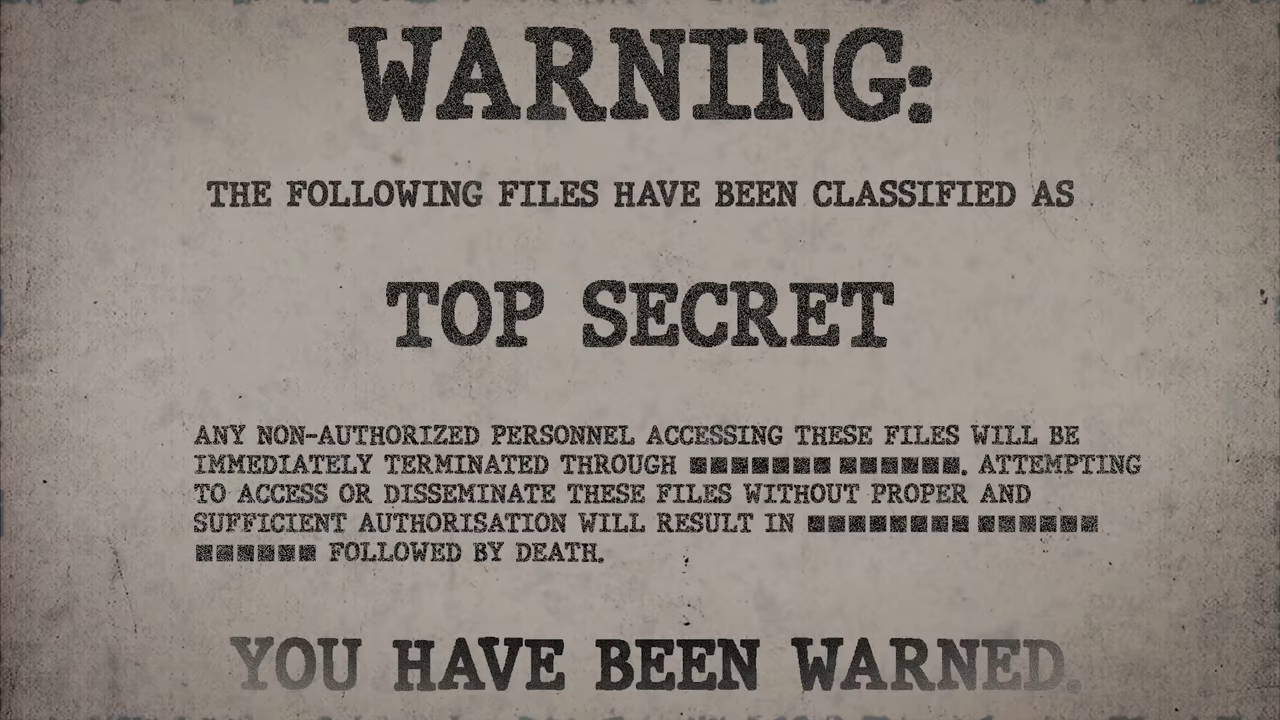 WARNING:
THE FOLLOWING FILES HAVE BEEN CLASSIFIED AS
TOP SECRET
ANY NON-AUTHORIZED PERSONNEL ACCESSING THESE FILES WILL BE
IMMEDIATELY TERMINATED THROUGH ■■■■■■■ ■■■■■■. ATTEMPTING
TO ACCESS OR DISSEMINATE THESE FILES WITHOUT PROPER AND
SUFFICIENT AUTHORISATION WILL RESULT IN ■■■■■■■■ ■■■■■■
■■■■■■ FOLLOWED BY DEATH.
YOU HAVE BEEN WARNED.